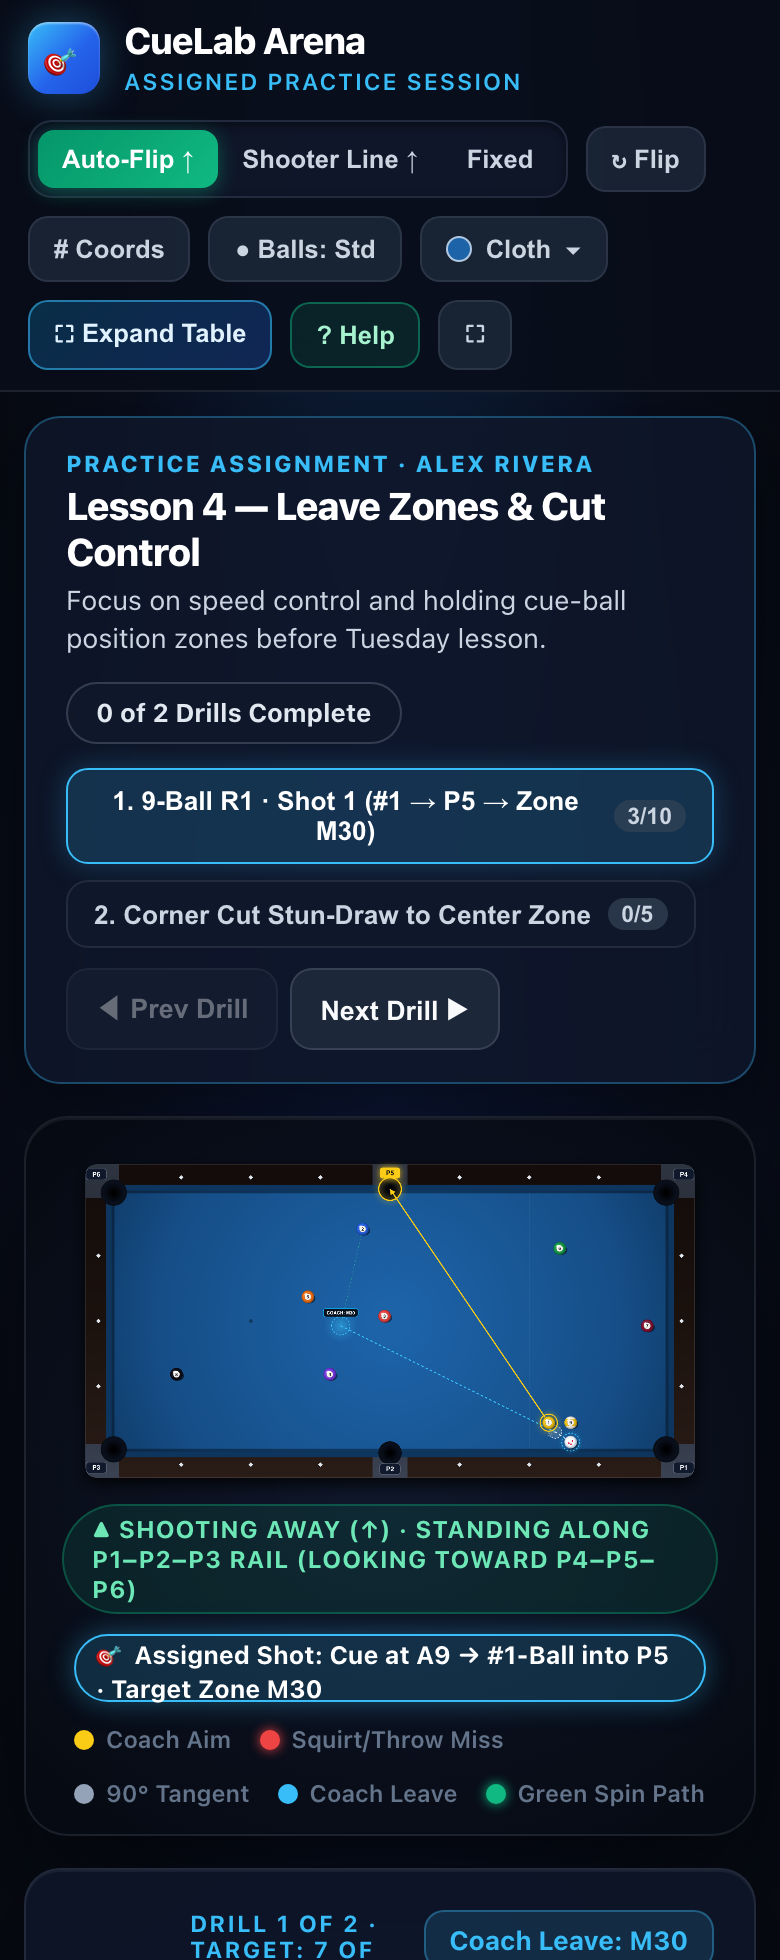 CueLab Arena
ASSIGNED PRACTICE SESSION
Auto-Flip ↑ Shooter Line ↑ Fixed ↻ Flip
# Coords ● Balls: Std Cloth
Expand Table ? Help
PRACTICE ASSIGNMENT · ALEX RIVERA
Lesson 4 — Leave Zones & Cut
Control
Focus on speed control and holding cue-ball
position zones before Tuesday lesson.
0 of 2 Drills Complete
1. 9-Ball R1 · Shot 1 (#1 → P5 → Zone
M30)
3/10
2. Corner Cut Stun-Draw to Center Zone 0/5
◀ Prev Drill Next Drill ▶
P6 P5 P4
COACH: M30
P3 P2 P1
▲ SHOOTING AWAY (↑) · STANDING ALONG
P1–P2–P3 RAIL (LOOKING TOWARD P4–P5–
P6)
🎯 Assigned Shot: Cue at A9 → #1-Ball into P5
· Target Zone M30
Coach Aim Squirt/Throw Miss
90° Tangent Coach Leave Green Spin Path
DRILL 1 OF 2 ·
TARGET: 7 OF
Coach Leave: M30